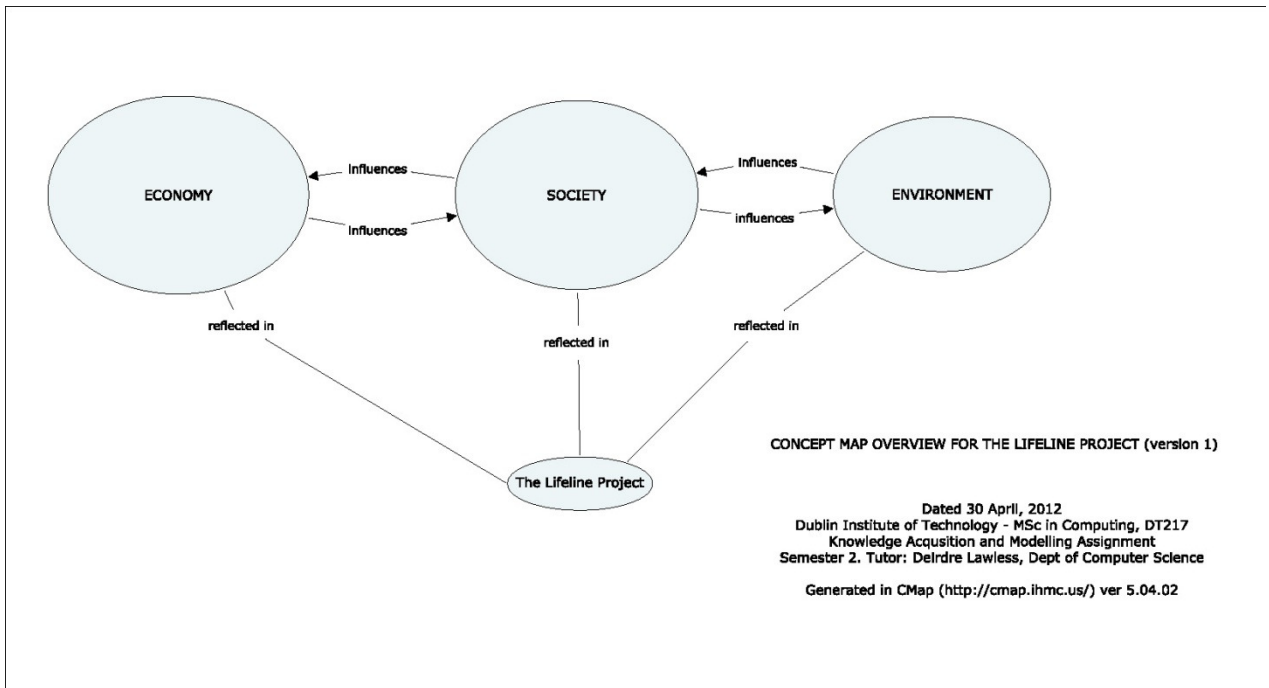 Influences
Influences
ECONOMY
SOCIETY
ENVIRONMENT
Influences
influences
reflected in
reflected in
reflected in
CONCEPT MAP OVERVIEW FOR THE LIFELINE PROJECT (version 1)
The Lifeline Project
Dated 30 April, 2012
Dublin Institute of Technology - MSc in Computing, DT217
Knowledge Acqusition and Modelling Assignment
Semester 2. Tutor: Deirdre Lawless, Dept of Computer Science
Generated in CMap (http://cmap.ihmc.us/) ver 5.04.02